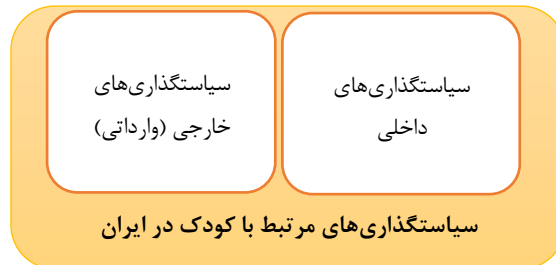 سیاستگذاری‌های
داخلی
سیاستگذاری‌های
خارجی (وارداتی)
سیاستگذاری‌های مرتبط با کودک در ایران